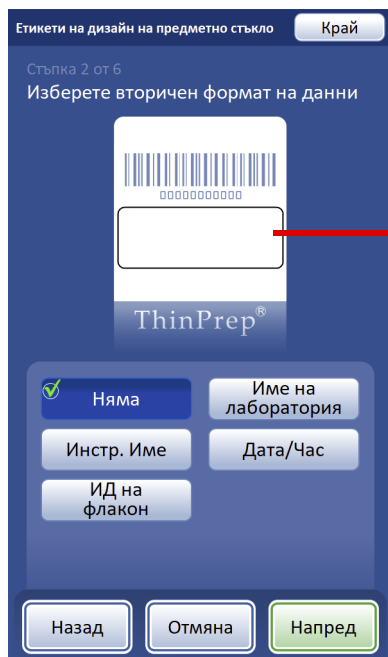 Етикети на дизайн на предметно стъкло
Край
Стъпка 2 от 6
Изберете вторичен формат на данни
00000000000
ThinPrep®
Няма
Име на
лаборатория
Инстр. Име
Дата/Час
ИД на
флакон
Назад
Отмяна
Напред